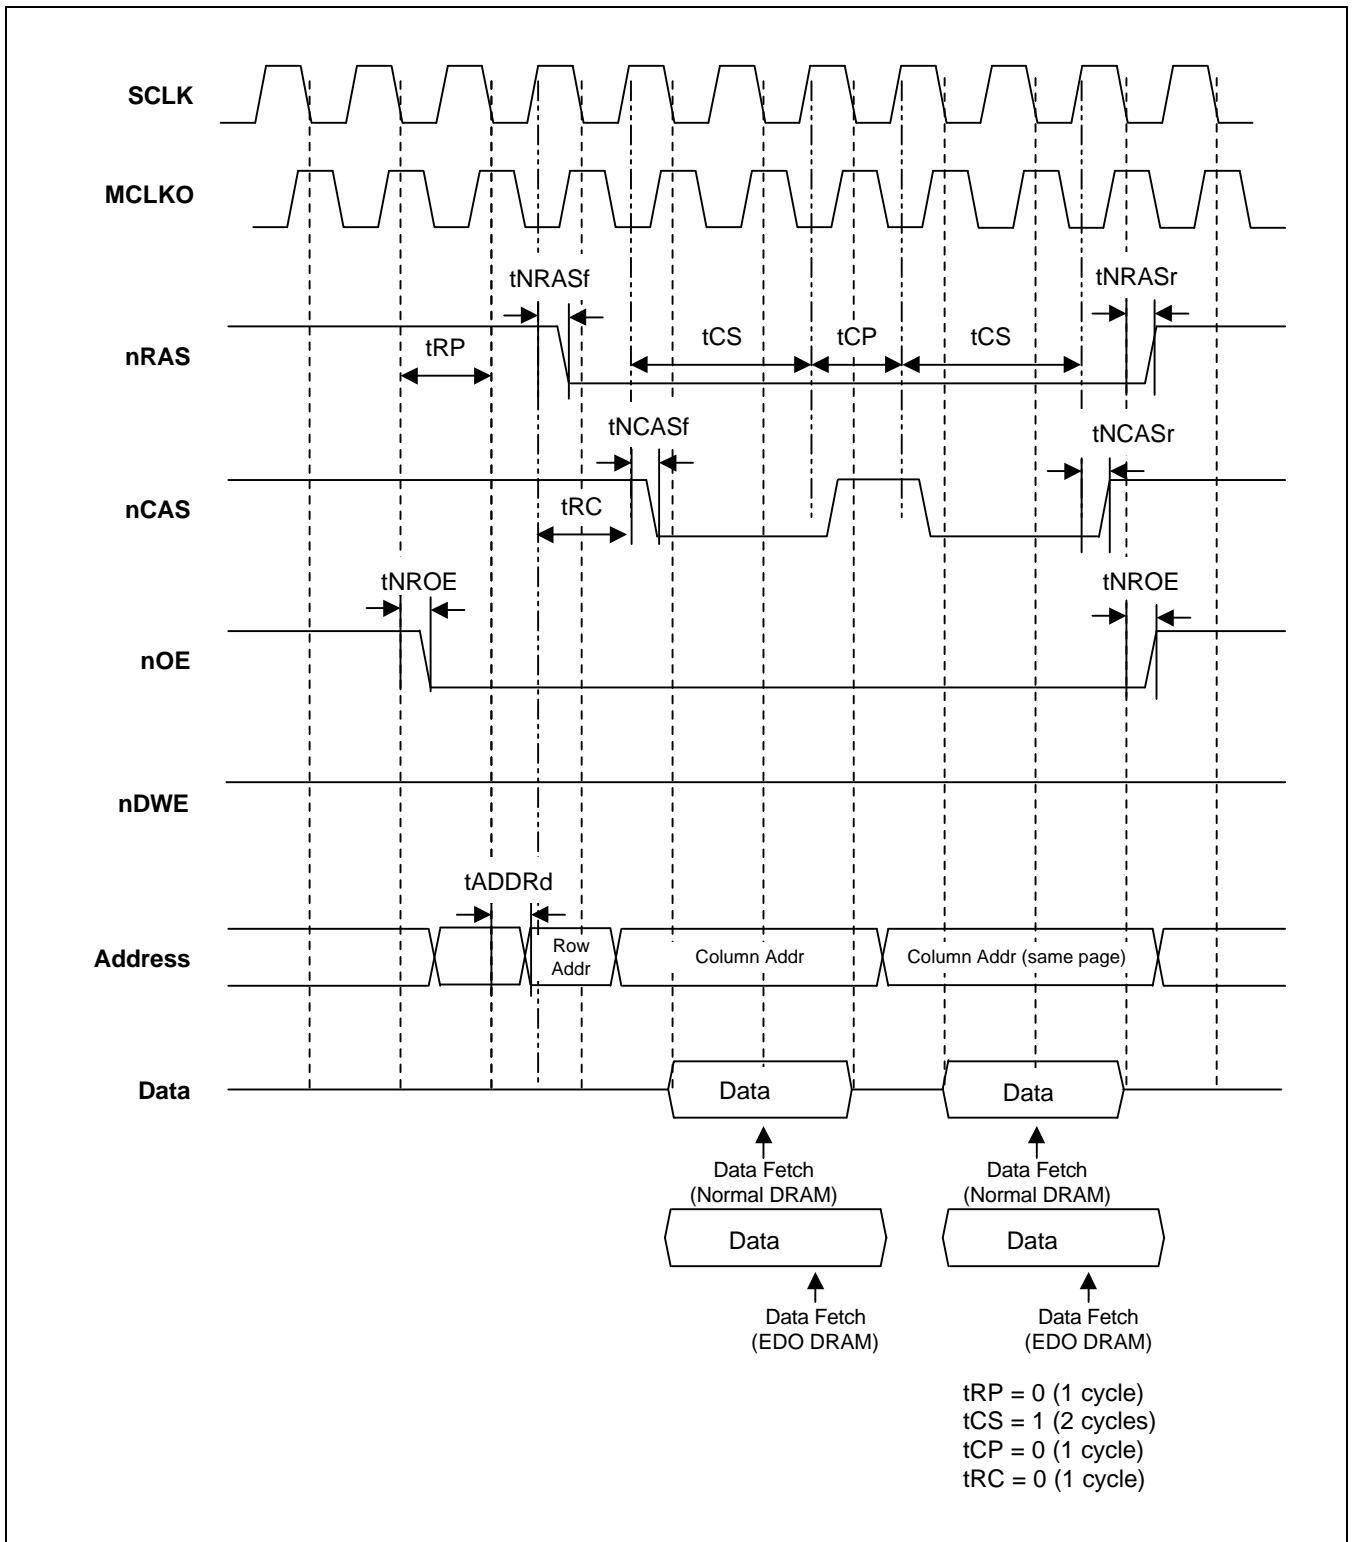 SCLK
MCLKO
tNRASf
tNRASr
nRAS
tRP
tCS
tCP
tCS
tNCASf
tNCASr
nCAS
tRC
tNROE
tNROE
nOE
nDWE
tADDRd
Address
Row
Addr
Column Addr
Column Addr (same page)
Data
Data
Data
Data Fetch
(Normal DRAM)
Data Fetch
(Normal DRAM)
Data
Data
Data Fetch
(EDO DRAM)
Data Fetch
(EDO DRAM)
tRP = 0 (1 cycle)
tCS = 1 (2 cycles)
tCP = 0 (1 cycle)
tRC = 0 (1 cycle)